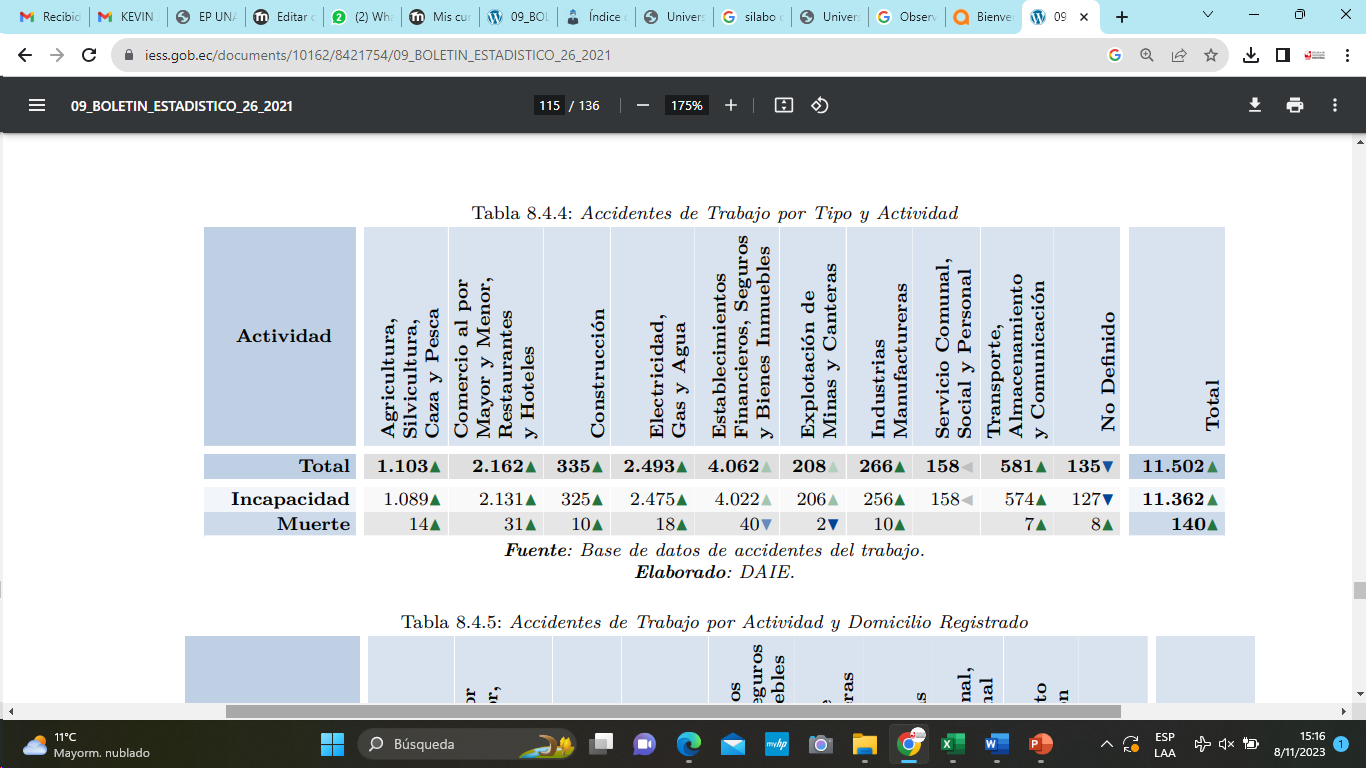 Recibid
KEVIN
EP UNA
Editar c
(2) Wha
Mis cur
09_BOL
Índice c
Univers
silabo c
Univer
Observ
Bienve
09
iess.gob.ec/documents/10162/8421754/09_BOLETIN_ESTADISTICO_26_2021
09_BOLETIN_ESTADISTICO_26_2021
115 / 136
175%
Tabla 8.4.4: Accidentes de Trabajo por Tipo y Actividad
Actividad
Agricultura,
Silvicultura,
Caza y Pesca
Comercio al por
Mayor y Menor,
Restaurantes
y Hoteles
Construcción
Electricidad,
Gas y Agua
Establecimientos
Financieros, Seguros
y Bienes Inmuebles
Explotación de
Minas y Canteras
Industrias
Manufactureras
Servicio Comunal,
Social y Personal
Transporte,
Almacenamiento
y Comunicación
No Definido
Total
Total 1.103▲ 2.162▲ 335▲ 2.493▲ 4.062▲ 208▲ 266▲ 158◀ 581▲ 135▼ 11.502▲
Incapacidad 1.089▲ 2.131▲ 325▲ 2.475▲ 4.022▲ 206▲ 256▲ 158◀ 574▲ 127▼ 11.362▲
Muerte 14▲ 31▲ 10▲ 18▲ 40▼ 2▼ 10▲ 7▲ 8▲ 140▲
Fuente: Base de datos de accidentes del trabajo.
Elaborado: DAIE.
Tabla 8.4.5: Accidentes de Trabajo por Actividad y Domicilio Registrado
11°C
Mayorm. nublado
Búsqueda
myhp
ESP
LAA
15:16
8/11/2023
1